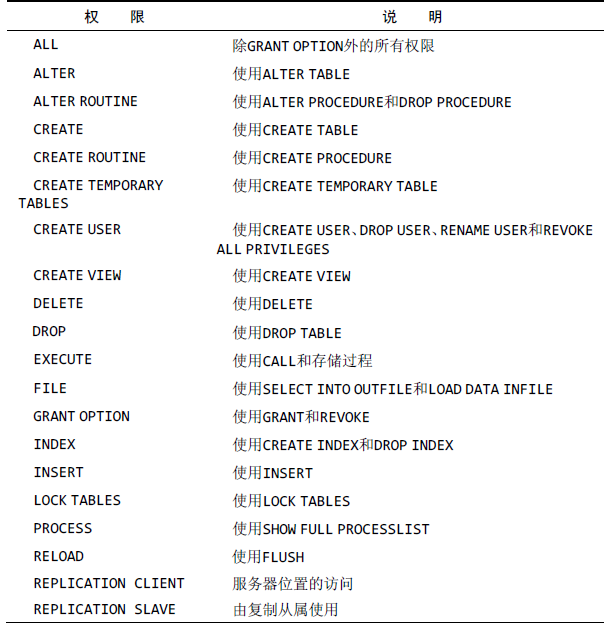 权 限 说 明
ALL 除GRANT OPTION外的所有权限
ALTER 使用ALTER TABLE
ALTER ROUTINE 使用ALTER PROCEDURE和DROP PROCEDURE
CREATE 使用CREATE TABLE
CREATE ROUTINE 使用CREATE PROCEDURE
CREATE TEMPORARY 使用CREATE TEMPORARY TABLE
TABLES
CREATE USER 使用CREATE USER、DROP USER、RENAME USER和REVOKE
ALL PRIVILEGES
CREATE VIEW 使用CREATE VIEW
DELETE 使用DELETE
DROP 使用DROP TABLE
EXECUTE 使用CALL和存储过程
FILE 使用SELECT INTO OUTFILE和LOAD DATA INFILE
GRANT OPTION 使用GRANT和REVOKE
INDEX 使用CREATE INDEX和DROP INDEX
INSERT 使用INSERT
LOCK TABLES 使用LOCK TABLES
PROCESS 使用SHOW FULL PROCESSLIST
RELOAD 使用FLUSH
REPLICATION CLIENT 服务器位置的访问
REPLICATION SLAVE 由复制从属使用